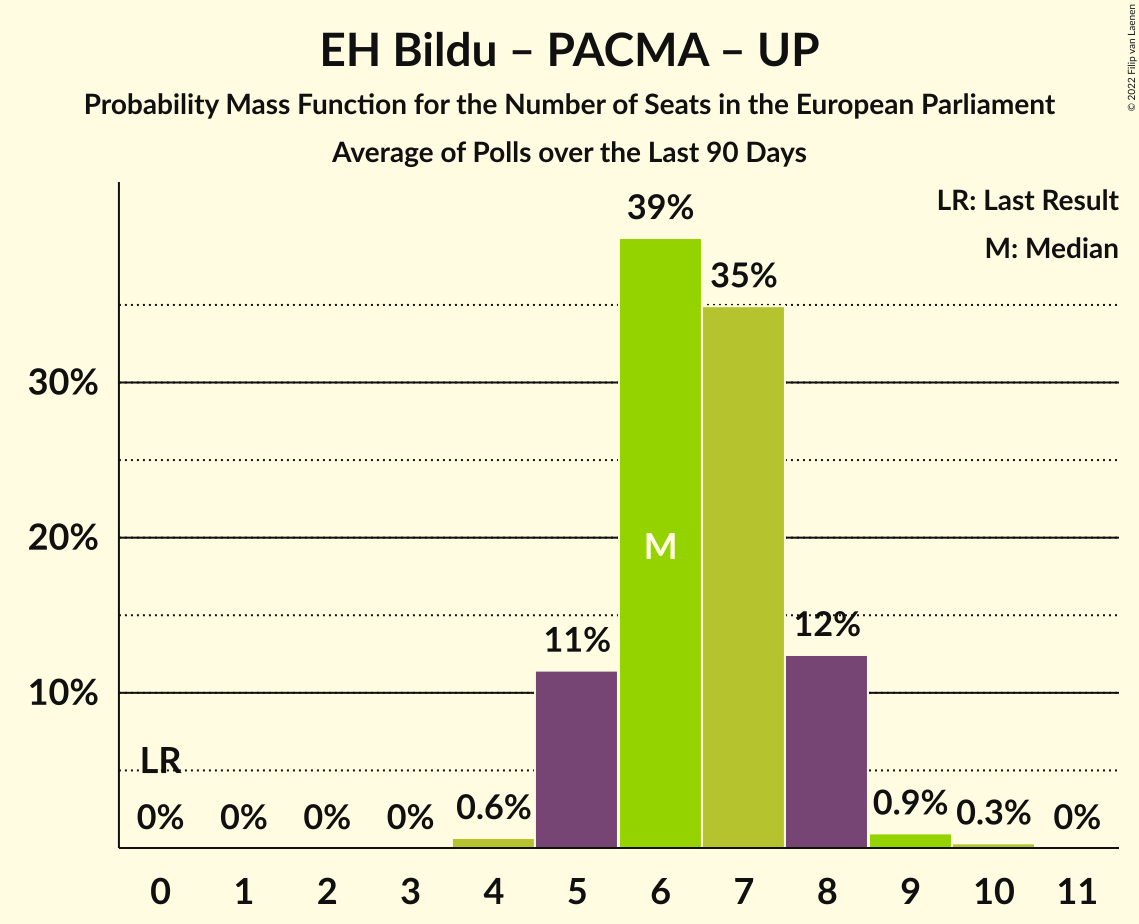 EH Bildu – PACMA – UP
Probability Mass Function for the Number of Seats in the European Parliament
Average of Polls over the Last 90 Days
© 2022 Filip van Laenen
LR: Last Result
M: Median
39%
35%
30%
20%
M
12%
11%
10%
LR
0%
0%
0%
0%
0.6%
0.9%
0.3%
0%
0 1 2 3 4 5 6 7 8 9 10 11